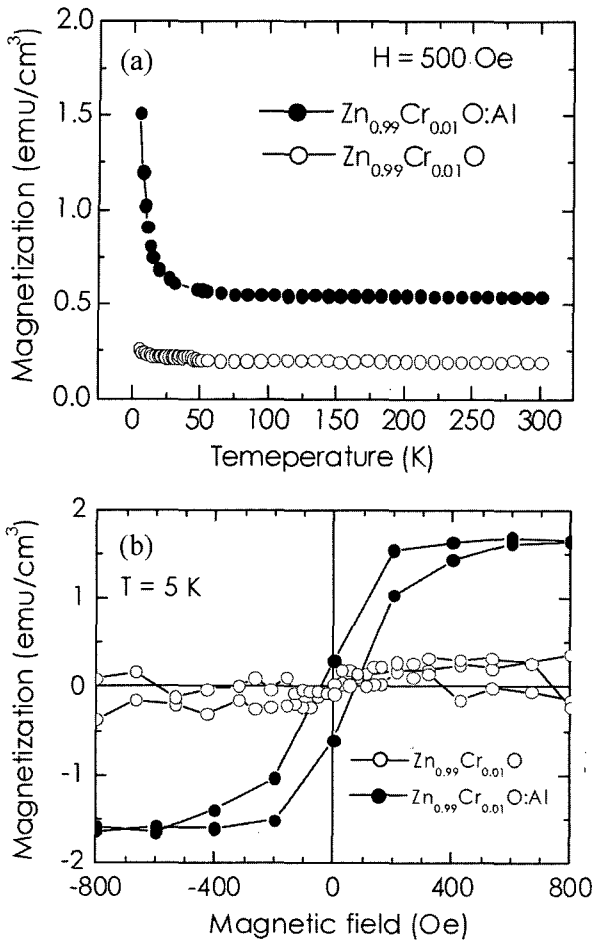 2.0
(a)
H = 500 Oe
1.5
Zn0.99Cr0.01O:Al
Zn0.99Cr0.01O
1.0
0.5
0.0
Magnetization (emu/cm3)
0 50 100 150 200 250 300
Temeperature (K)
2
(b)
T = 5 K
1
0
-1
-2
Magnetization (emu/cm3)
Zn0.99Cr0.01O
Zn0.99Cr0.01O:Al
-800 -400 0 400 800
Magnetic field (Oe)